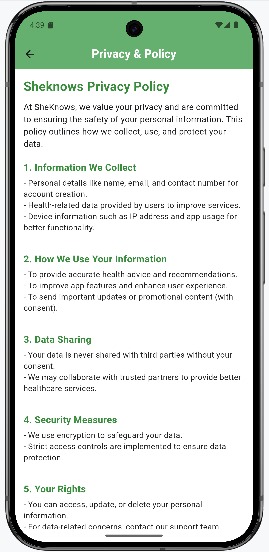 4:39
Privacy & Policy
Sheknows Privacy Policy
At SheKnows, we value your privacy and are committed
to ensuring the safety of your personal information. This
policy outlines how we collect, use, and protect your
data.
1. Information We Collect
- Personal details like name, email, and contact number for
account creation.
- Health-related data provided by users to improve services.
- Device information such as IP address and app usage for
better functionality.
2. How We Use Your Information
- To provide accurate health advice and recommendations.
- To improve app features and enhance user experience.
- To send important updates or promotional content (with
consent).
3. Data Sharing
- Your data is never shared with third parties without your
consent.
- We may collaborate with trusted partners to provide better
healthcare services.
4. Security Measures
- We use encryption to safeguard your data.
- Strict access controls are implemented to ensure data
protection.
5. Your Rights
- You can access, update, or delete your personal
information.
- For data related concerns, contact our support team.